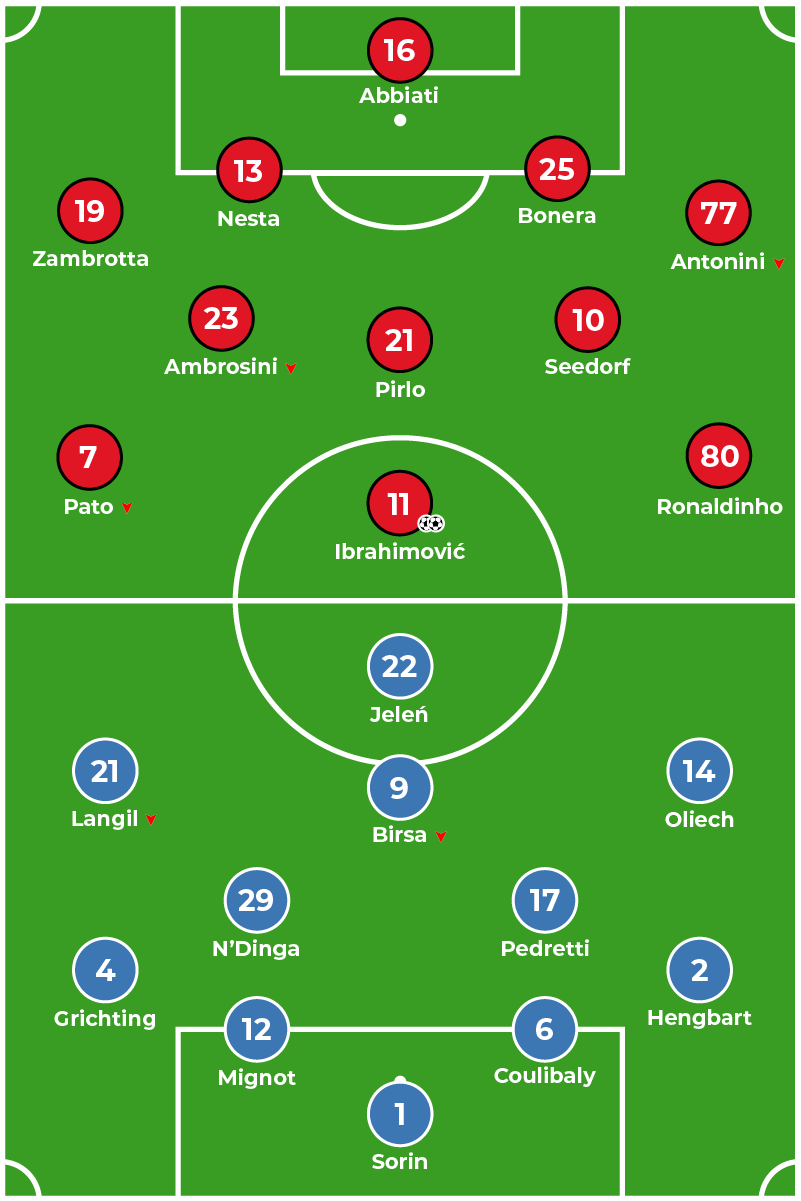 16
Abbiati
13
Nesta
25
Bonera
19
Zambrotta
77
Antonini
23
Ambrosini
21
Pirlo
10
Seedorf
7
Pato
11
Ibrahimović
80
Ronaldinho
22
Jeleń
21
Langil
9
Birsa
14
Oliech
29
N’Dinga
17
Pedretti
4
Grichting
2
Hengbart
12
Mignot
6
Coulibaly
1
Sorin